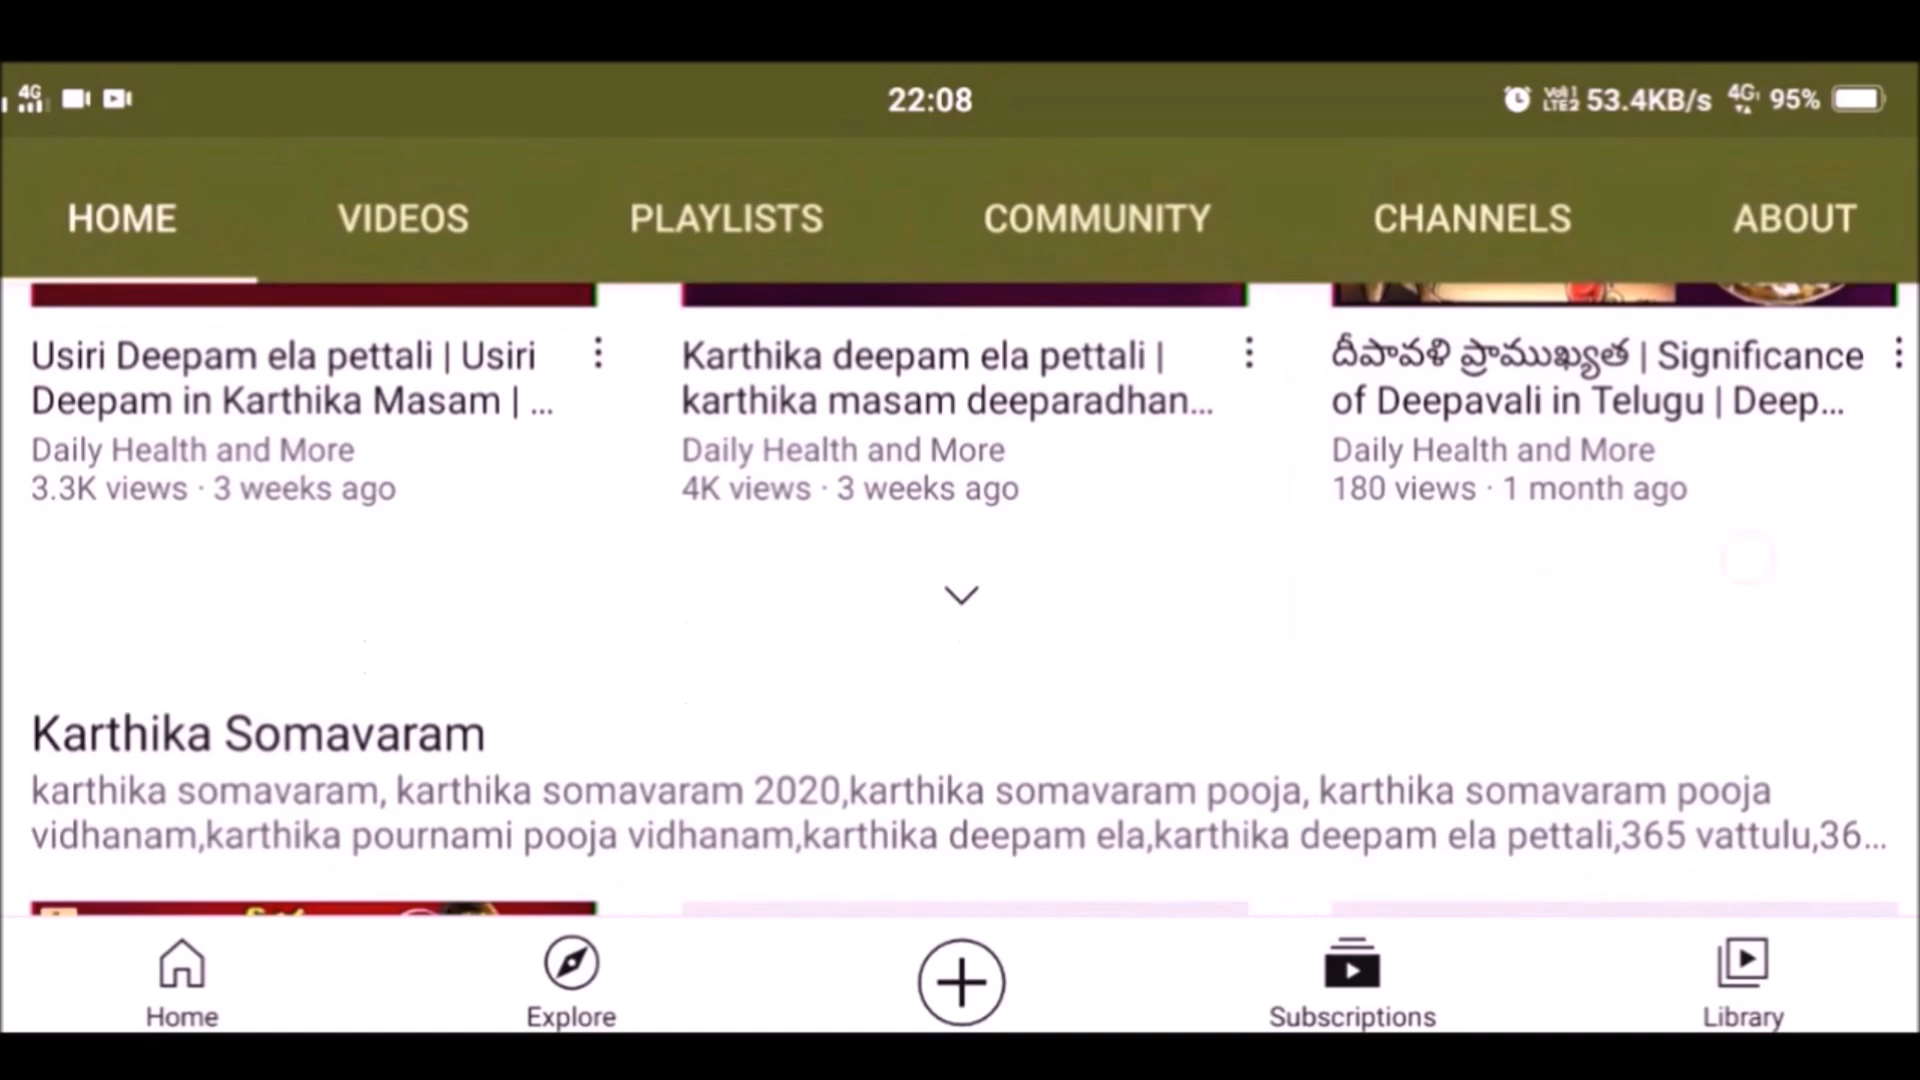 4G 22:08 53.4KB/s 4G 95%
HOME VIDEOS PLAYLISTS COMMUNITY CHANNELS ABOUT
Usiri Deepam ela pettali | Usiri
Deepam in Karthika Masam | ...
Daily Health and More
3.3K views · 3 weeks ago
Karthika deepam ela pettali |
karthika masam deeparadhan...
Daily Health and More
4K views · 3 weeks ago
దీపావళి ప్రాముఖ్యత | Significance
of Deepavali in Telugu | Deep...
Daily Health and More
180 views · 1 month ago
Karthika Somavaram
karthika somavaram, karthika somavaram 2020,karthika somavaram pooja, karthika somavaram pooja
vidhanam,karthika pournami pooja vidhanam,karthika deepam ela,karthika deepam ela pettali,365 vattulu,36...
Home Explore Subscriptions Library